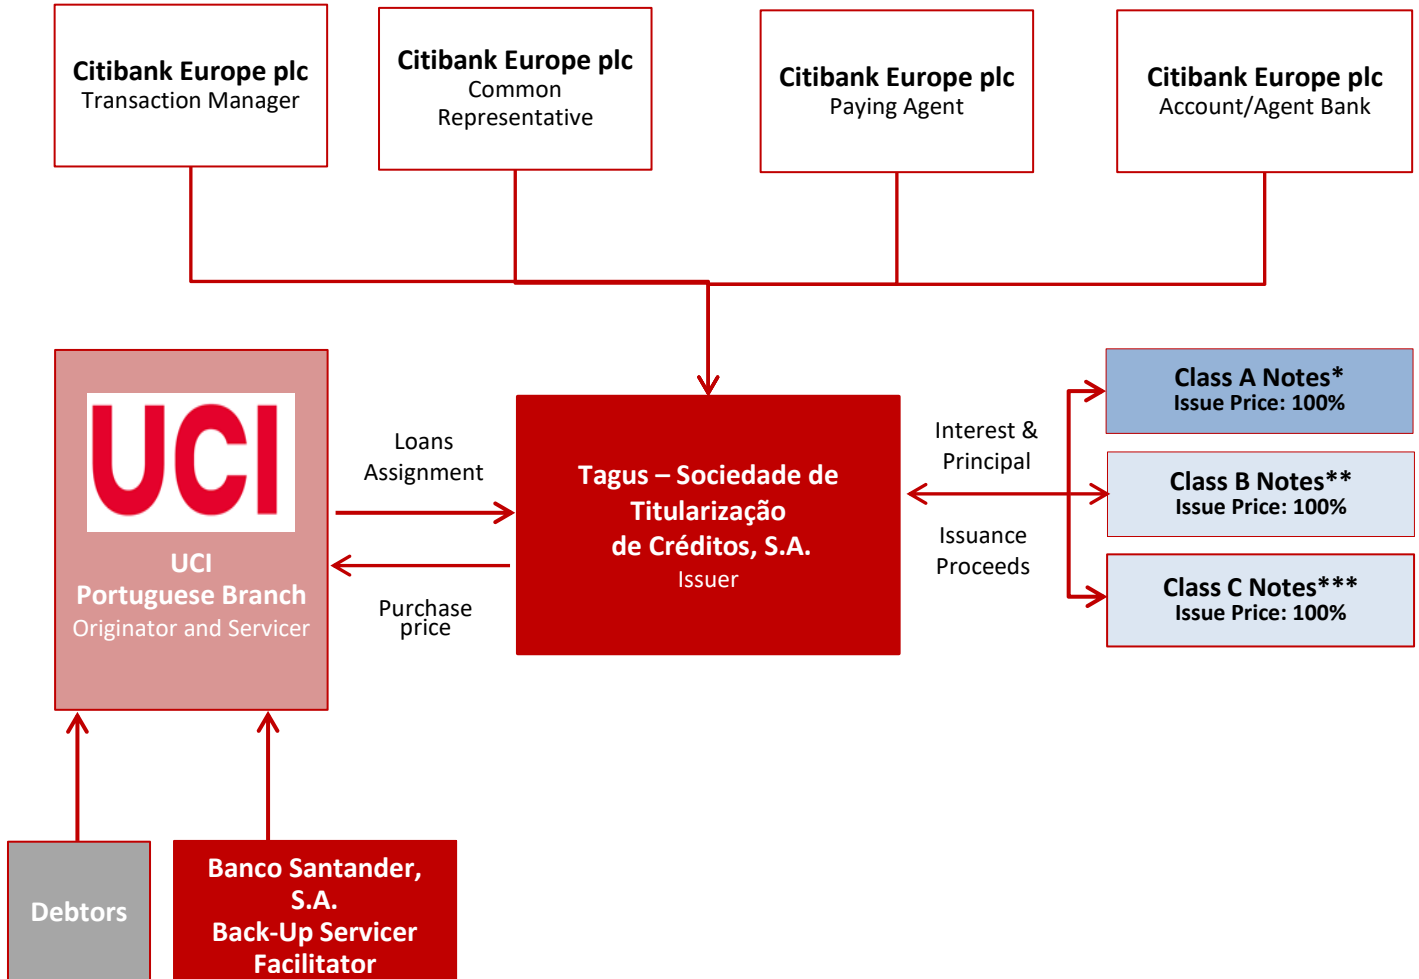 Citibank Europe plc
Transaction Manager
Citibank Europe plc
Common
Representative
Citibank Europe plc
Paying Agent
Citibank Europe plc
Account/Agent Bank
UCI
UCI
Portuguese Branch
Originator and Servicer
Loans
Assignment
Purchase
price
Tagus – Sociedade de
Titularização
de Créditos, S.A.
Issuer
Interest &
Principal
Issuance
Proceeds
Class A Notes*
Issue Price: 100%
Class B Notes**
Issue Price: 100%
Class C Notes***
Issue Price: 100%
Debtors
Banco Santander,
S.A.
Back-Up Servicer
Facilitator